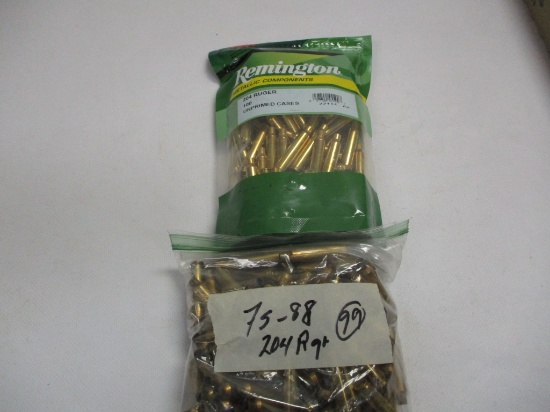 Remington
METALLIC COMPONENTS
204 RUGER
100
UNPRIMED CASES
75-88
99
204 Rgr